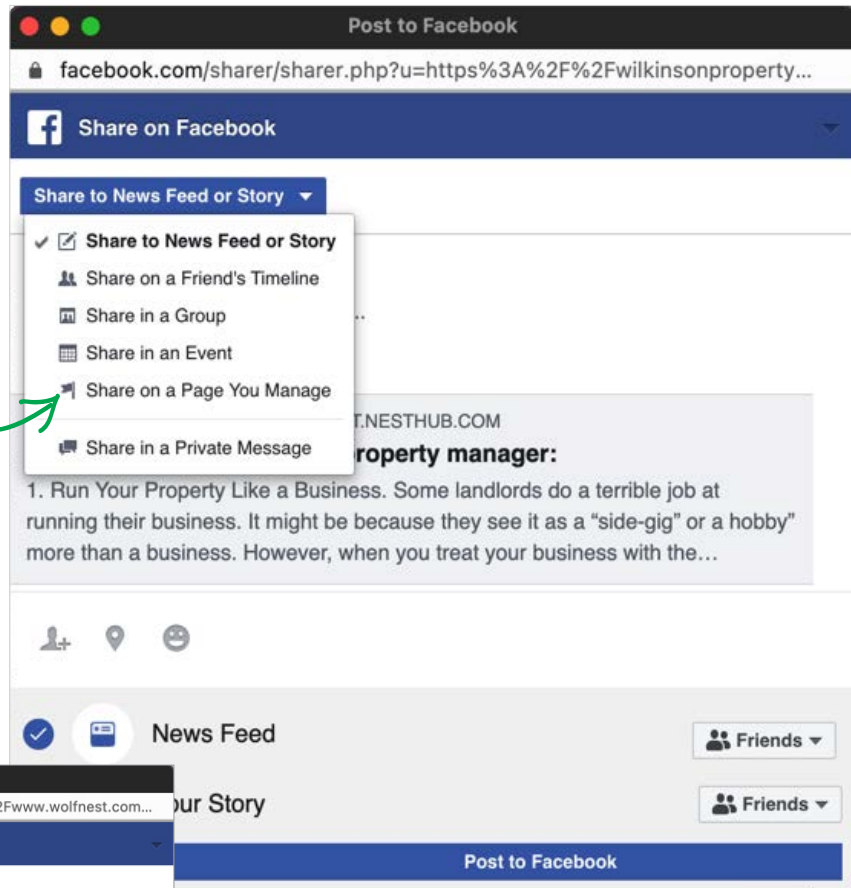 Post to Facebook
facebook.com/sharer/sharer.php?u=https%3A%2F%2Fwilkinsonproperty...
Share on Facebook
Share to News Feed or Story
Share to News Feed or Story
Share on a Friend's Timeline
Share in a Group
..
Share in an Event
Share on a Page You Manage
T.NESTHUB.COM
Share in a Private Message
roperty manager:
1. Run Your Property Like a Business. Some landlords do a terrible job at
running their business. It might be because they see it as a “side-gig” or a hobby”
more than a business. However, when you treat your business with the…
News Feed
Friends
2Fwww.wolfnest.com...
our Story
Friends
Post to Facebook